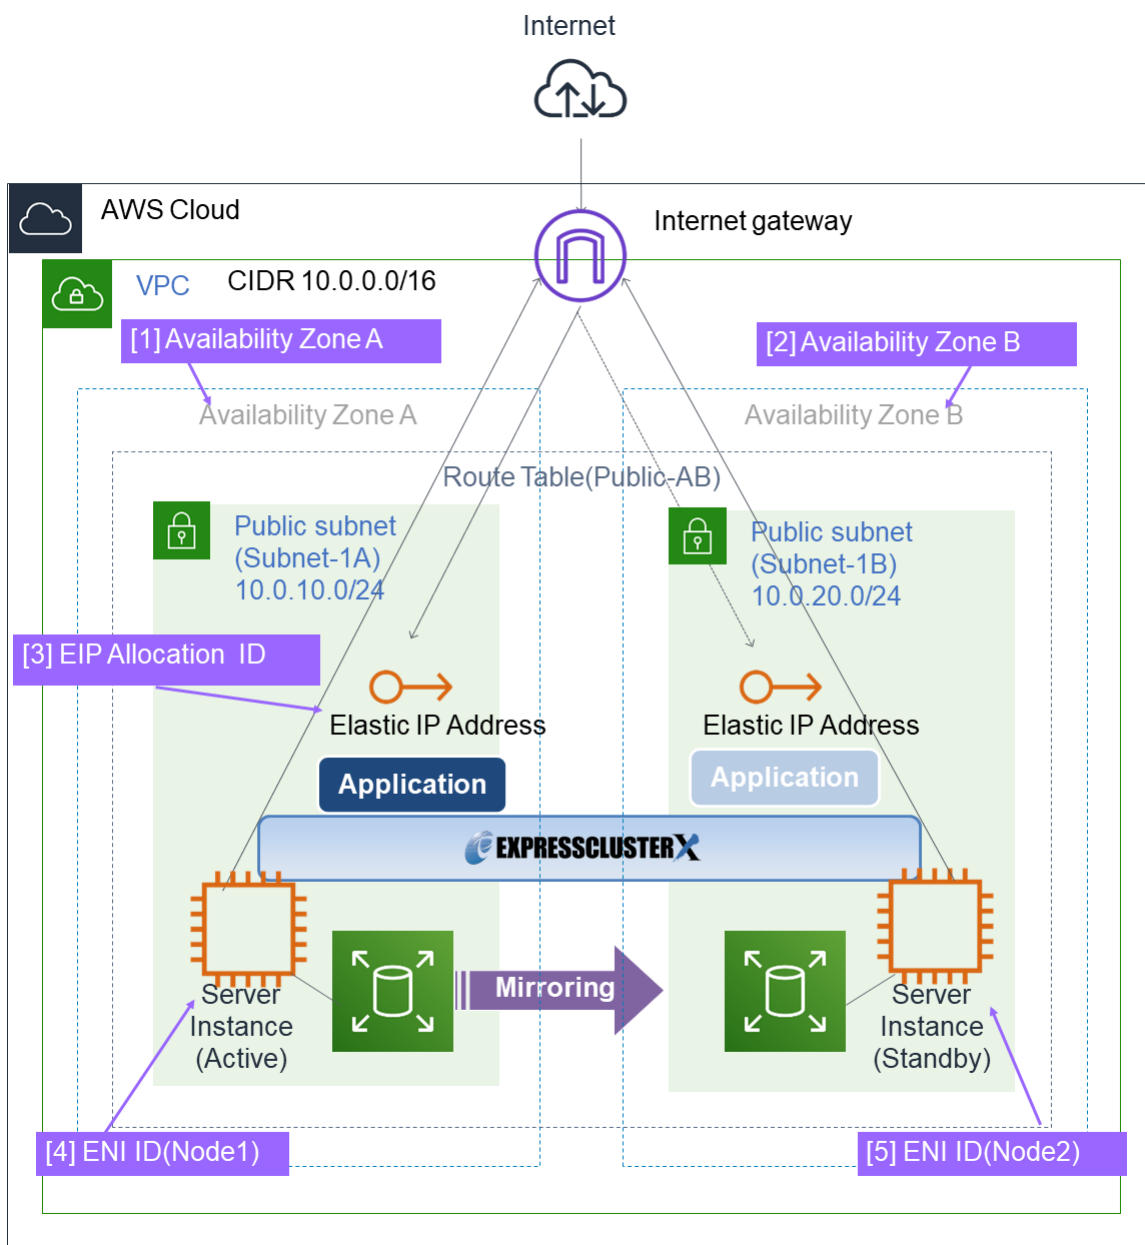 Internet
AWS Cloud
Internet gateway
VPC
CIDR 10.0.0.0/16
[1] Availability Zone A
[2] Availability Zone B
Availability Zone A
Availability Zone B
Route Table(Public-AB)
Public subnet
(Subnet-1A)
10.0.10.0/24
Public subnet
(Subnet-1B)
10.0.20.0/24
[3] EIP Allocation ID
Elastic IP Address
Elastic IP Address
Application
Application
EXPRESSCLUSTER X
Mirroring
Server
Instance
(Active)
Server
Instance
(Standby)
[4] ENI ID(Node1)
[5] ENI ID(Node2)